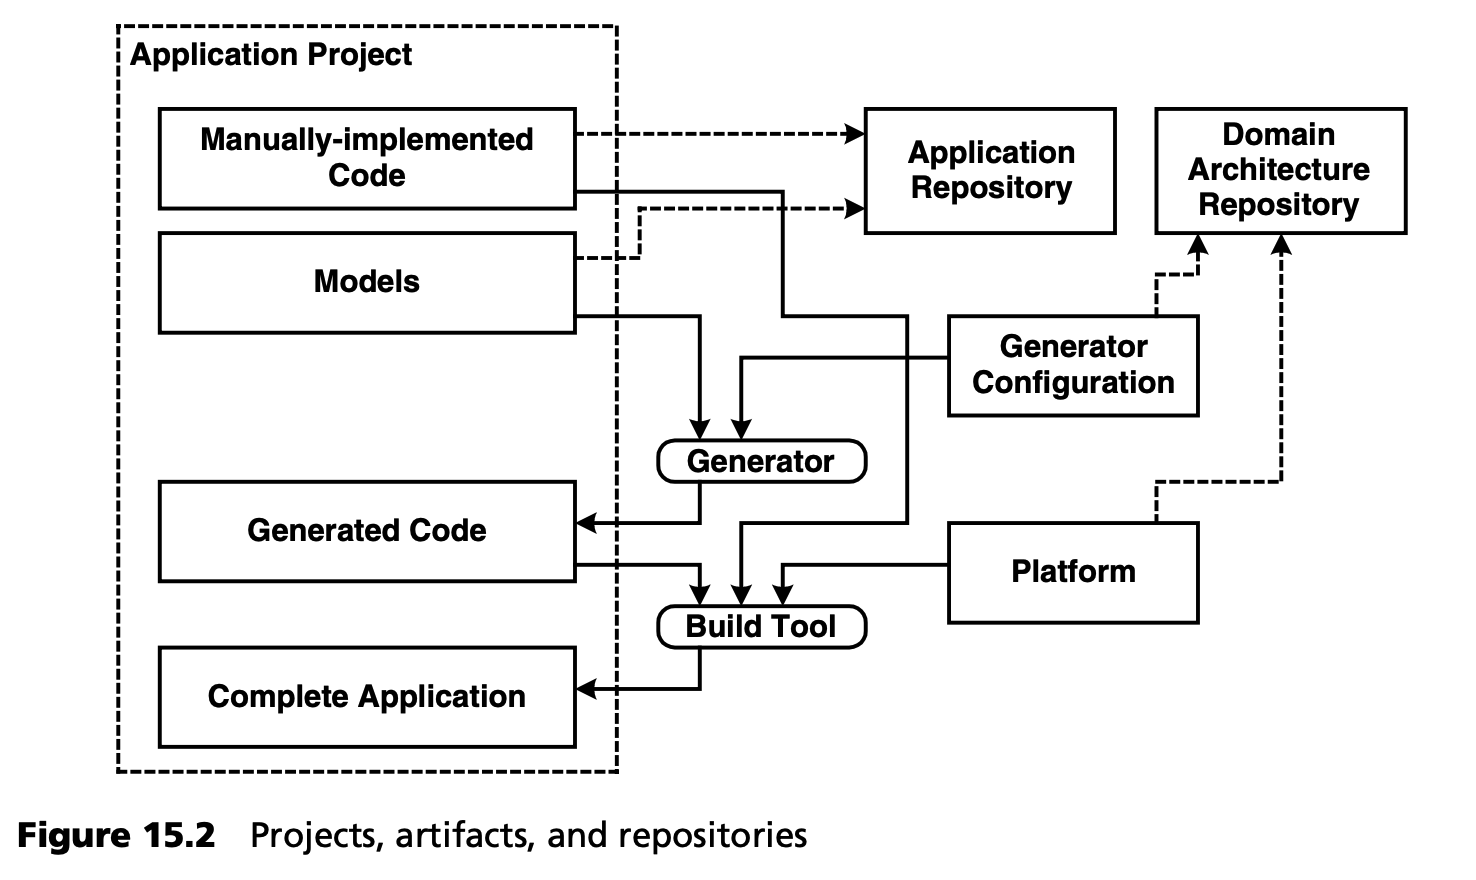 Application Project
Manually-implemented
Code
Application
Repository
Domain
Architecture
Repository
Models
Generator
Configuration
Generator
Generated Code
Platform
Build Tool
Complete Application
Figure 15.2 Projects, artifacts, and repositories